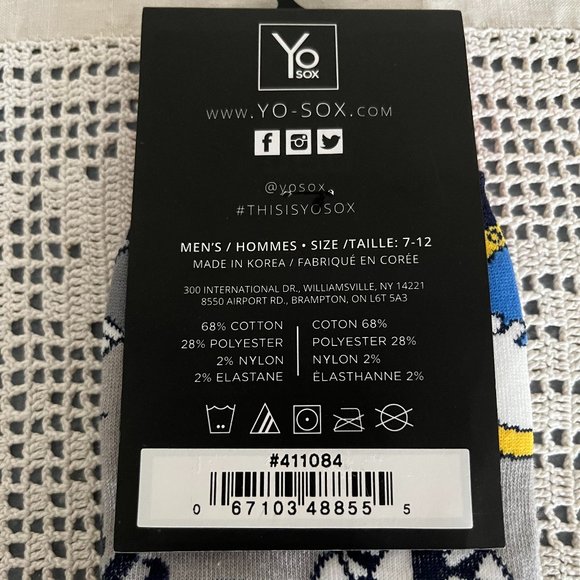 Yo
SOX
WWW.YO-SOX.COM
@yosox
#THISISYOSOX
MEN'S / HOMMES • SIZE /TAILLE: 7-12
MADE IN KOREA / FABRIQUÉ EN CORÉE
300 INTERNATIONAL DR., WILLIAMSVILLE, NY 14221
8550 AIRPORT RD., BRAMPTON, ON L6T 5A3
68% COTTON
28% POLYESTER
2% NYLON
2% ELASTANE
COTON 68%
POLYESTER 28%
NYLON 2%
ÉLASTHANNE 2%
#411084
0 67103 48855 5